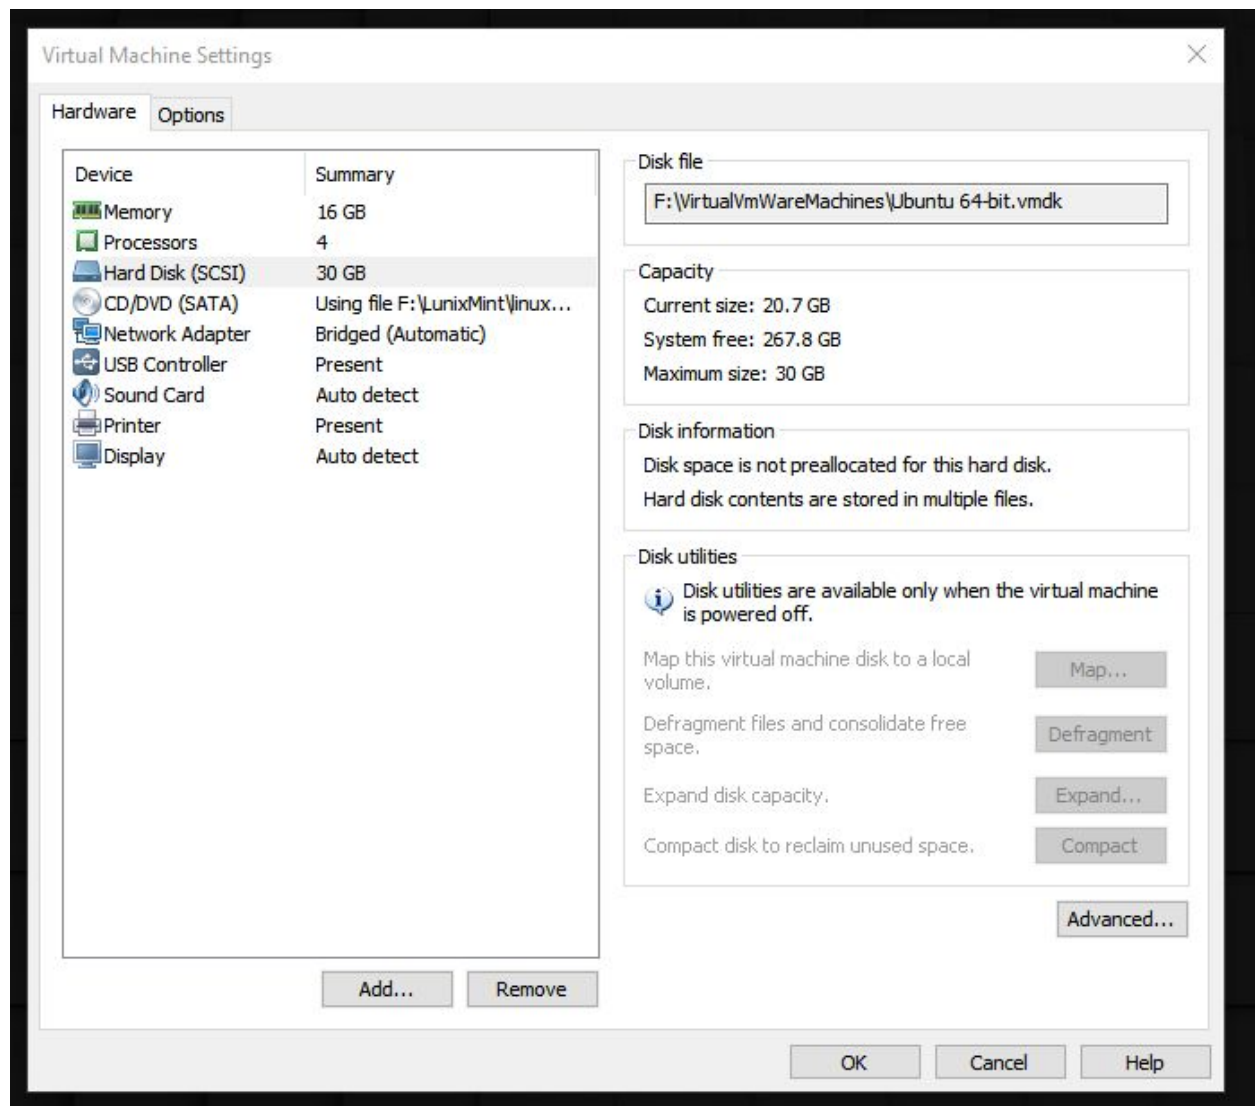 Virtual Machine Settings
Hardware
Options
Device Summary
Memory 16 GB
Processors 4
Hard Disk (SCSI) 30 GB
CD/DVD (SATA) Using file F:\LunixMint\linux...
Network Adapter Bridged (Automatic)
USB Controller Present
Sound Card Auto detect
Printer Present
Display Auto detect
Add...
Remove
Disk file
F:\VirtualVmWareMachines\Ubuntu 64-bit.vmdk
Capacity
Current size: 20.7 GB
System free: 267.8 GB
Maximum size: 30 GB
Disk information
Disk space is not preallocated for this hard disk.
Hard disk contents are stored in multiple files.
Disk utilities
Disk utilities are available only when the virtual machine
is powered off.
Map this virtual machine disk to a local
volume.
Map...
Defragment files and consolidate free
space.
Defragment
Expand disk capacity.
Expand...
Compact disk to reclaim unused space.
Compact
Advanced...
OK
Cancel
Help